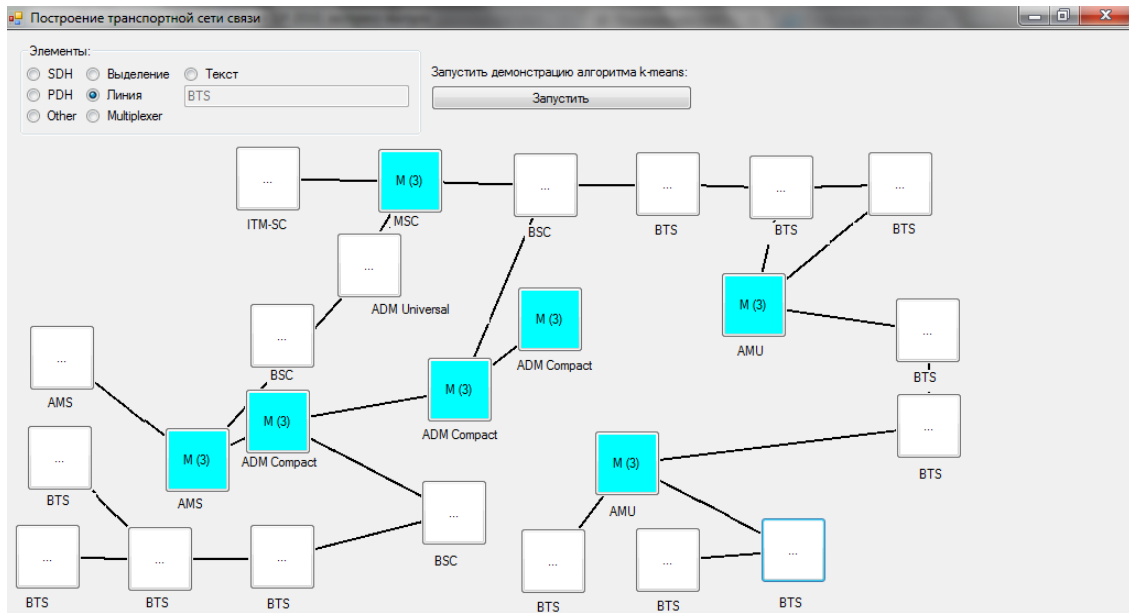 Построение транспортной сети связи
Элементы:
SDH Выделение Текст
PDH Линия BTS
Other Multiplexer
Запустить демонстрацию алгоритма k-means:
Запустить
... M (3) ... ... ... ...
ITM-SC MSC BSC BTS BTS BTS
...
ADM Universal
M (3)
AMU
M (3)
ADM Compact
...
BSC
...
BTS
...
AMS
M (3)
ADM Compact
M (3)
ADM Compact
...
BTS
...
BTS
M (3)
AMS
M (3)
AMU
...
BSC
... ... ...
BTS BTS BTS
... ... ...
BTS BTS BTS